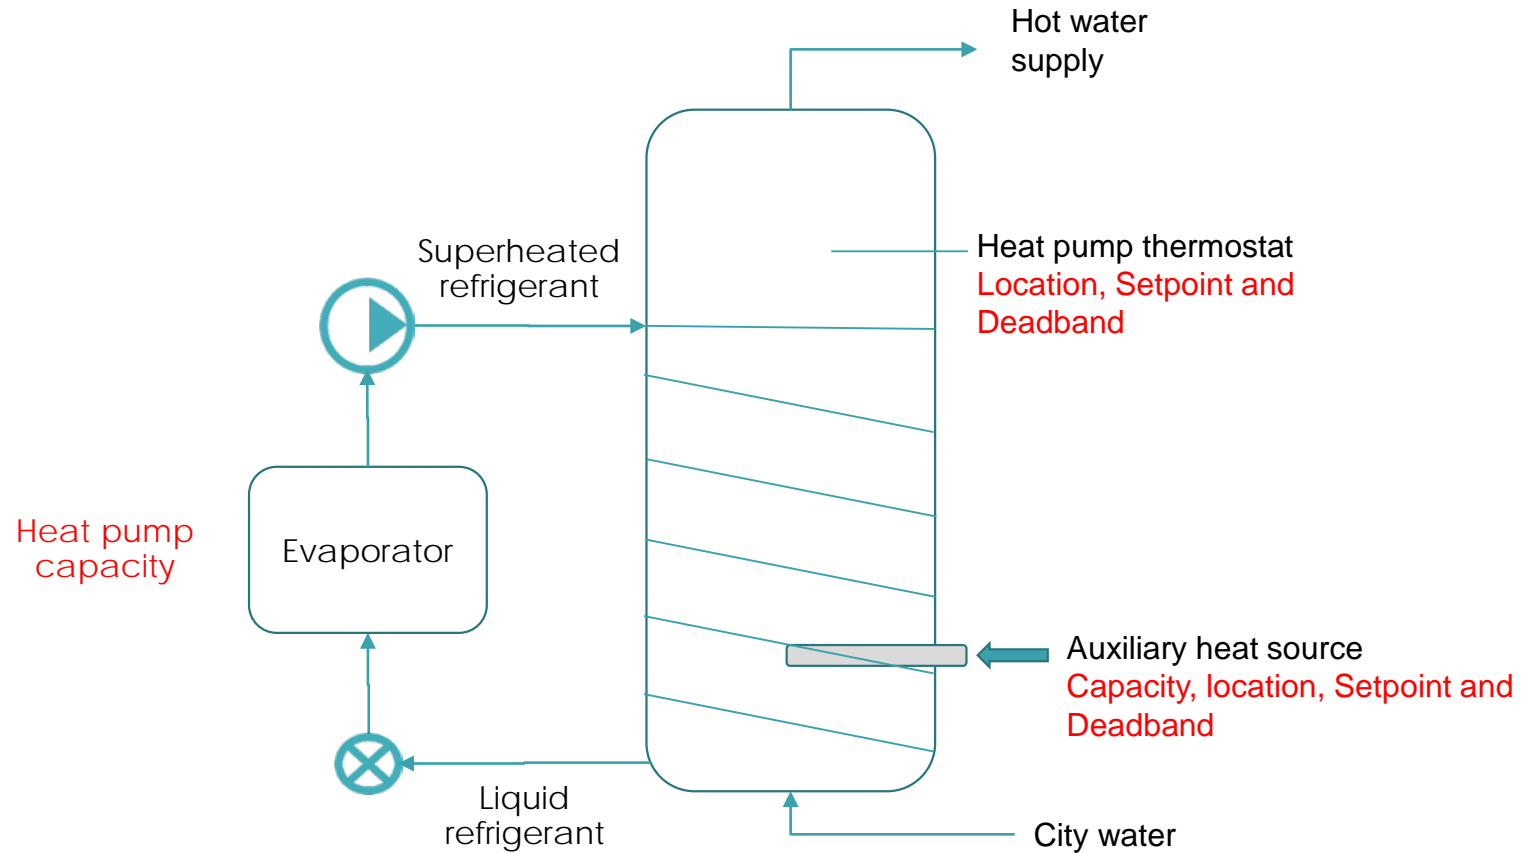 Hot water
supply
Superheated
refrigerant
Heat pump thermostat
Location, Setpoint and
Deadband
Heat pump
capacity
Evaporator
Auxiliary heat source
Capacity, location, Setpoint and
Deadband
Liquid
refrigerant
City water